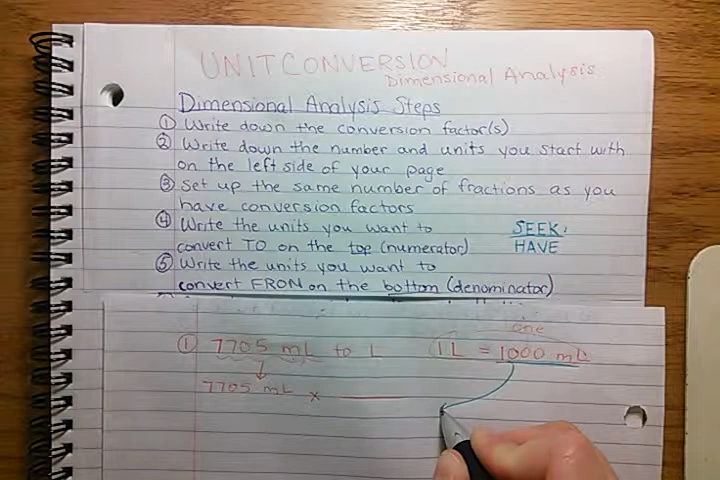 UNIT CONVERSION
Dimensional Analysis
Dimensional Analysis Steps
① Write down the conversion factor(s)
② Write down the number and units you start with
on the left side of your page
③ Set up the same number of fractions as you
have conversion factors
④ Write the units you want to
convert TO on the top (numerator)
SEEK
HAVE
⑤ Write the units you want to
convert FROM on the bottom (denominator)
one
① 7705 mL to L 1 L = 1000 mL
7705 mL ×